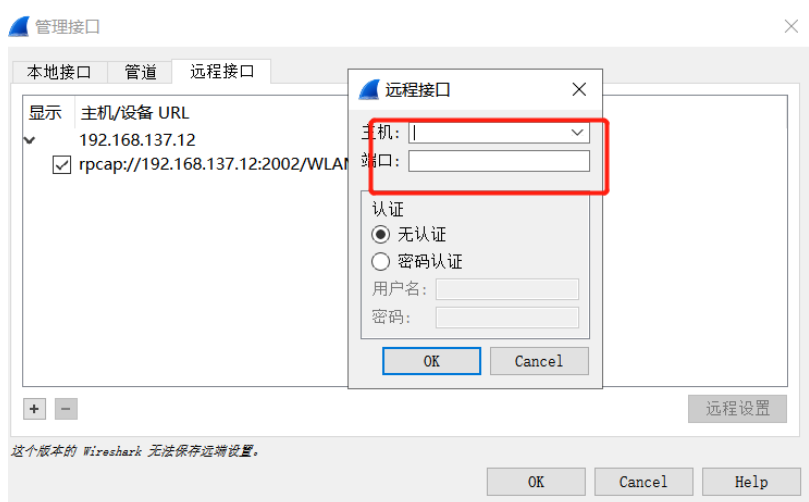 管理接口
本地接口 管道 远程接口
显示 主机/设备 URL
192.168.137.12
rpcap://192.168.137.12:2002/WLAN
远程接口
主机:
端口:
认证
无认证
密码认证
用户名:
密码:
OK Cancel
+ -
远程设置
这个版本的 Wireshark 无法保存远端设置。
OK Cancel Help